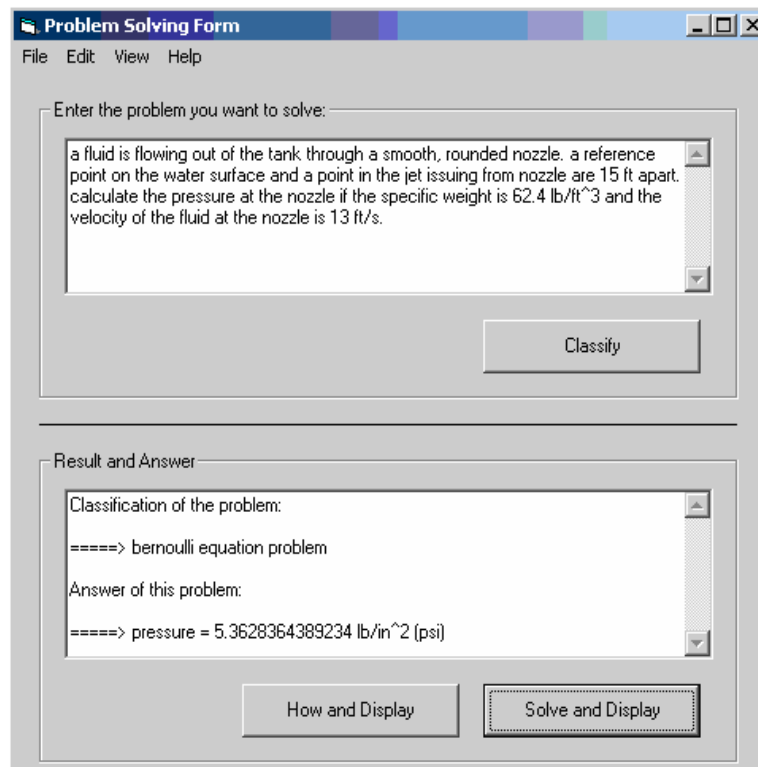 Problem Solving Form
File Edit View Help
Enter the problem you want to solve:
a fluid is flowing out of the tank through a smooth, rounded nozzle. a reference
point on the water surface and a point in the jet issuing from nozzle are 15 ft apart.
calculate the pressure at the nozzle if the specific weight is 62.4 lb/ft^3 and the
velocity of the fluid at the nozzle is 13 ft/s.
Classify
Result and Answer
Classification of the problem:
=====> bernoulli equation problem
Answer of this problem:
=====> pressure = 5.3628364389234 lb/in^2 (psi)
How and Display
Solve and Display